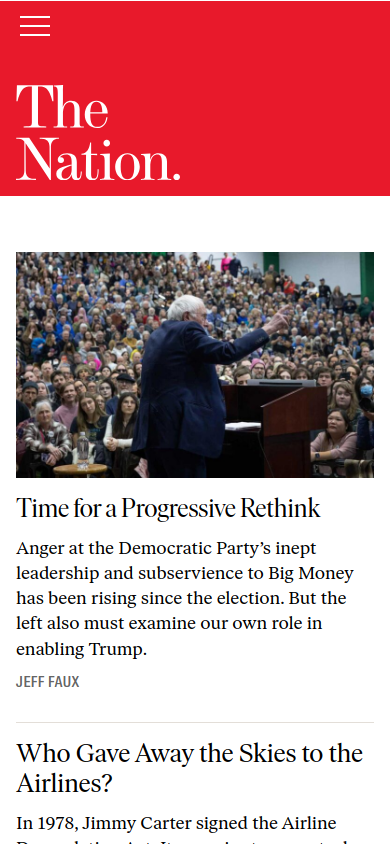 The
Nation.
Time for a Progressive Rethink
Anger at the Democratic Party’s inept
leadership and subservience to Big Money
has been rising since the election. But the
left also must examine our own role in
enabling Trump.
JEFF FAUX
Who Gave Away the Skies to the
Airlines?
In 1978, Jimmy Carter signed the Airline